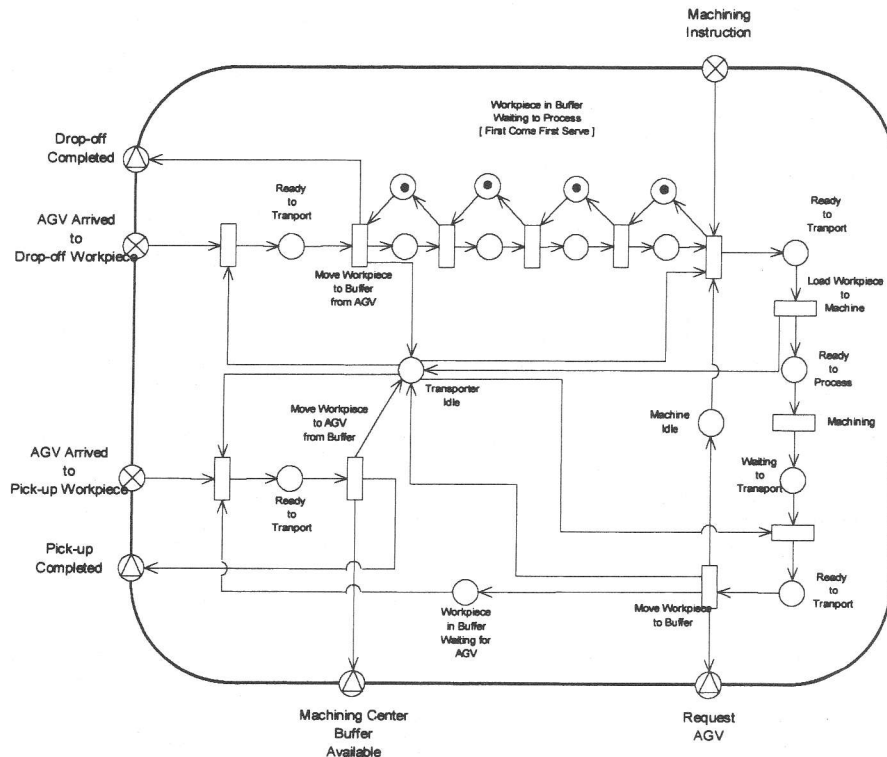 Machining
Instruction
Workpiece in Buffer
Waiting to Process
[ First Come First Serve ]
Drop-off
Completed
Ready
to
Tranport
Ready
to
Tranport
AGV Arrived
to
Drop-off Workpiece
Move Workpiece
to Buffer
from AGV
Load Workpiece
to
Machine
Transporter
Idle
Ready
to
Process
Move Workpiece
to AGV
from Buffer
Machine
Idle
Machining
AGV Arrived
to
Pick-up Workpiece
Waiting
to
Transport
Ready
to
Tranport
Pick-up
Completed
Ready
to
Tranport
Workpiece
in Buffer
Waiting for
AGV
Move Workpiece
to Buffer
Machining Center
Buffer
Available
Request
AGV